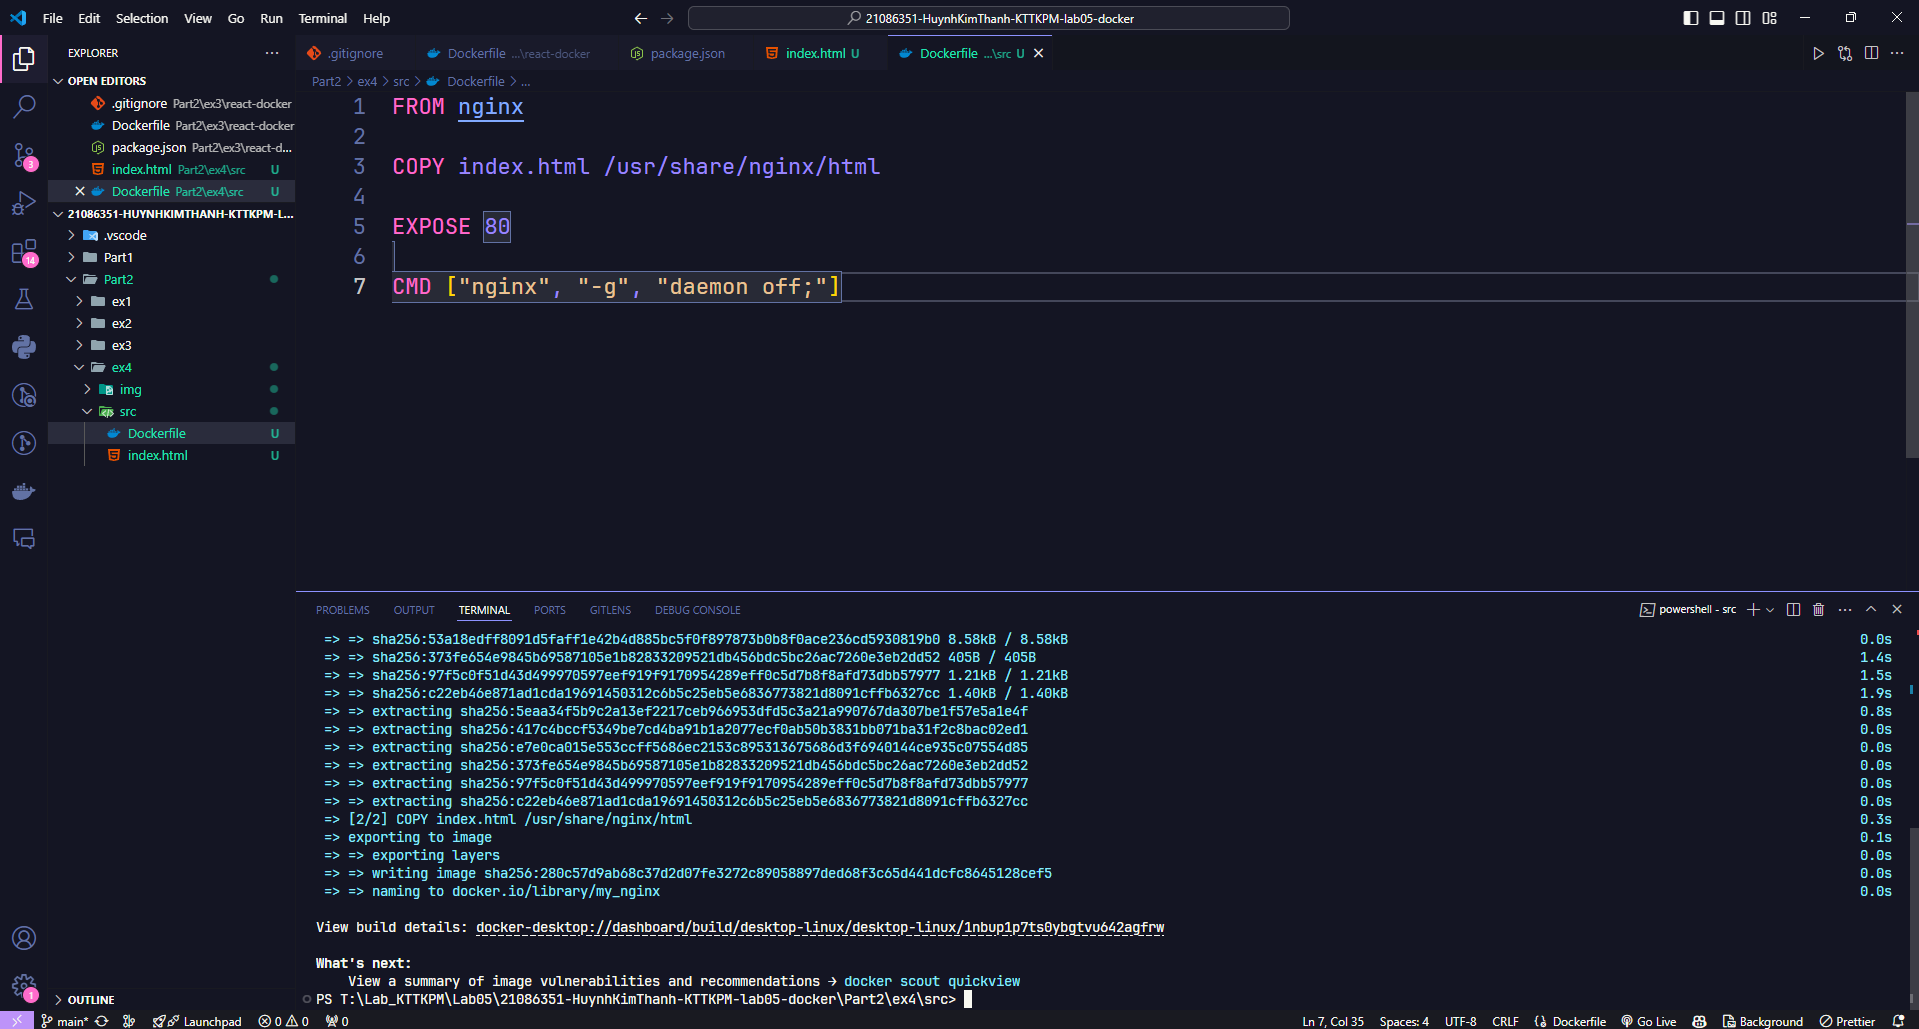 File Edit Selection View Go Run Terminal Help
21086351-HuynhKimThanh-KTTKPM-lab05-docker
EXPLORER
OPEN EDITORS
.gitignore Part2\ex3\react-docker
Dockerfile Part2\ex3\react-docker
package.json Part2\ex3\react-d...
index.html Part2\ex4\src U
Dockerfile Part2\ex4\src U
21086351-HUYNHKIMTHANH-KTTKPM-L...
.vscode
Part1
Part2
ex1
ex2
ex3
ex4
img
src
Dockerfile U
index.html U
OUTLINE
3
14
1
.gitignore
Dockerfile ...\react-docker
package.json
index.html U
Dockerfile ...\src U
Part2 > ex4 > src > Dockerfile > ...
1 FROM nginx
2
3 COPY index.html /usr/share/nginx/html
4
5 EXPOSE 80
6
7 CMD ["nginx", "-g", "daemon off;"]
PROBLEMS OUTPUT TERMINAL PORTS GITLENS DEBUG CONSOLE
powershell - src
=> => sha256:53a18edff8091d5faff1e42b4d885bc5f0f897873b0b8f0ace236cd5930819b0 8.58kB / 8.58kB 0.0s
=> => sha256:373fe654e9845b69587105e1b82833209521db456bdc5bc26ac7260e3eb2dd52 405B / 405B 1.4s
=> => sha256:97f5c0f51d43d499970597eef919f9170954289eff0c5d7b8f8afd73dbb57977 1.21kB / 1.21kB 1.5s
=> => sha256:c22eb46e871ad1cda19691450312c6b5c25eb5e6836773821d8091cffb6327cc 1.40kB / 1.40kB 1.9s
=> => extracting sha256:5eaa34f5b9c2a13ef2217ceb966953dfd5c3a21a990767da307be1f57e5a1e4f 0.8s
=> => extracting sha256:417c4bccf5349be7cd4ba91b1a2077ecf0ab50b3831bb071ba31f2c8bac02ed1 0.0s
=> => extracting sha256:e7e0ca015e553ccff5686ec2153c895313675686d3f6940144ce935c07554d85 0.0s
=> => extracting sha256:373fe654e9845b69587105e1b82833209521db456bdc5bc26ac7260e3eb2dd52 0.0s
=> => extracting sha256:97f5c0f51d43d499970597eef919f9170954289eff0c5d7b8f8afd73dbb57977 0.0s
=> => extracting sha256:c22eb46e871ad1cda19691450312c6b5c25eb5e6836773821d8091cffb6327cc 0.0s
=> [2/2] COPY index.html /usr/share/nginx/html 0.3s
=> exporting to image 0.1s
=> => exporting layers 0.0s
=> => writing image sha256:280c57d9ab68c37d2d07fe3272c89058897ded68f3c65d441dcfc8645128cef5 0.0s
=> => naming to docker.io/library/my_nginx 0.0s
View build details: docker-desktop://dashboard/build/desktop-linux/desktop-linux/1nbup1p7ts0ybgtvu642agfrw
What's next:
View a summary of image vulnerabilities and recommendations → docker scout quickview
PS T:\Lab_KTTKPM\Lab05\21086351-HuynhKimThanh-KTTKPM-lab05-docker\Part2\ex4\src>
main* Launchpad 0 0 0 Ln 7, Col 35 Spaces: 4 UTF-8 CRLF Dockerfile Go Live Background Prettier